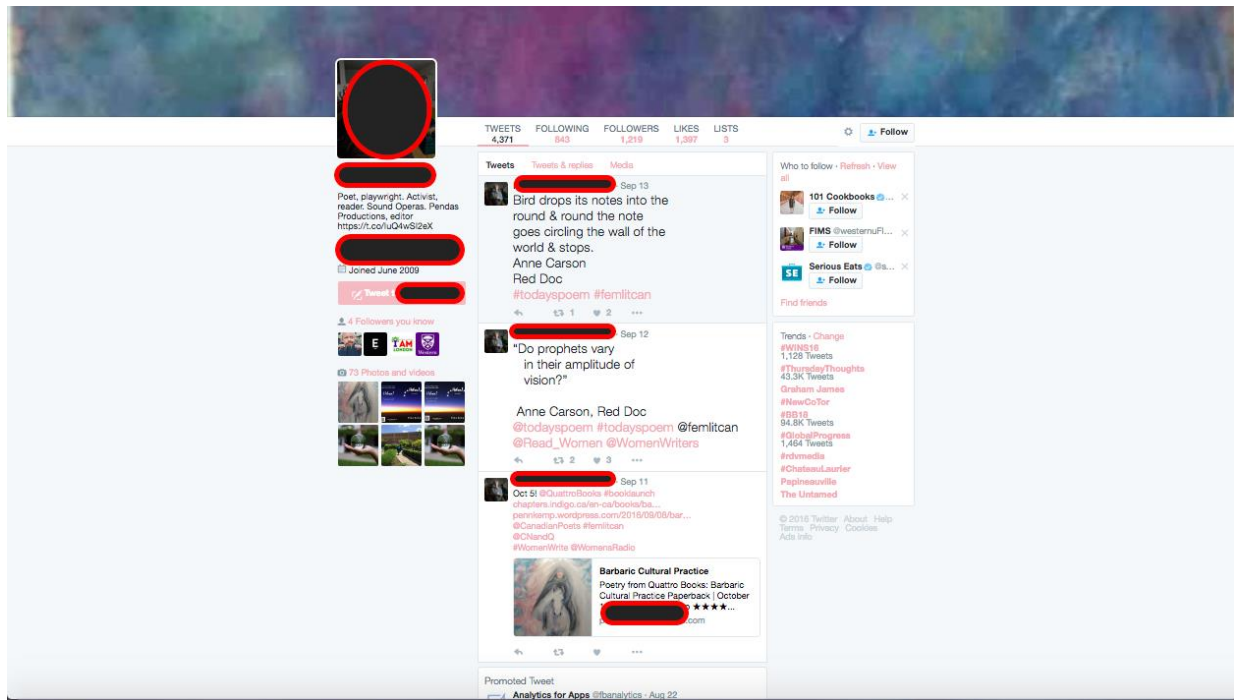 TWEETS
4,371
FOLLOWING
843
FOLLOWERS
1,219
LIKES
1,397
LISTS
3
Follow
Poet, playwright. Activist,
reader. Sound Operas. Pendas
Productions, editor
https://t.co/luQ4wSl2eX
Joined June 2009
Tweet
4 Followers you know
I AM
LONDON
Western
73 Photos and videos
Tweets Tweets & replies Media
Sep 13
Bird drops its notes into the
round & round the note
goes circling the wall of the
world & stops.
Anne Carson
Red Doc
#todayspoem #femlitcan
1 2 •••
Sep 12
"Do prophets vary
in their amplitude of
vision?"
Anne Carson, Red Doc
@todayspoem #todayspoem @femlitcan
@Read_Women @WomenWriters
2 3 •••
Sep 11
Oct 5! @QuattroBooks #booklaunch
chapters.indigo.ca/en-ca/books/ba...
pennkemp.wordpress.com/2016/09/08/bar...
@CanadianPoets #femlitcan
@CNandQ
#WomenWrite @WomensRadio
Barbaric Cultural Practice
Poetry from Quattro Books: Barbaric
Cultural Practice Paperback | October
★★★★...
.com
•••
Promoted Tweet
Analytics for Apps @fbanalytics · Aug 22
Who to follow · Refresh · View
all
101 Cookbooks ...
Follow
FIMS @westernuFI...
Follow
SE
Serious Eats @s...
Follow
Find friends
Trends · Change
#WINS16
1,128 Tweets
#ThursdayThoughts
43.3K Tweets
Graham James
#NewCoTor
#BB18
94.8K Tweets
#GlobalProgress
1,464 Tweets
#rdvmedia
#ChateauLaurier
Papineauville
The Untamed
© 2016 Twitter About Help
Terms Privacy Cookies
Ads info